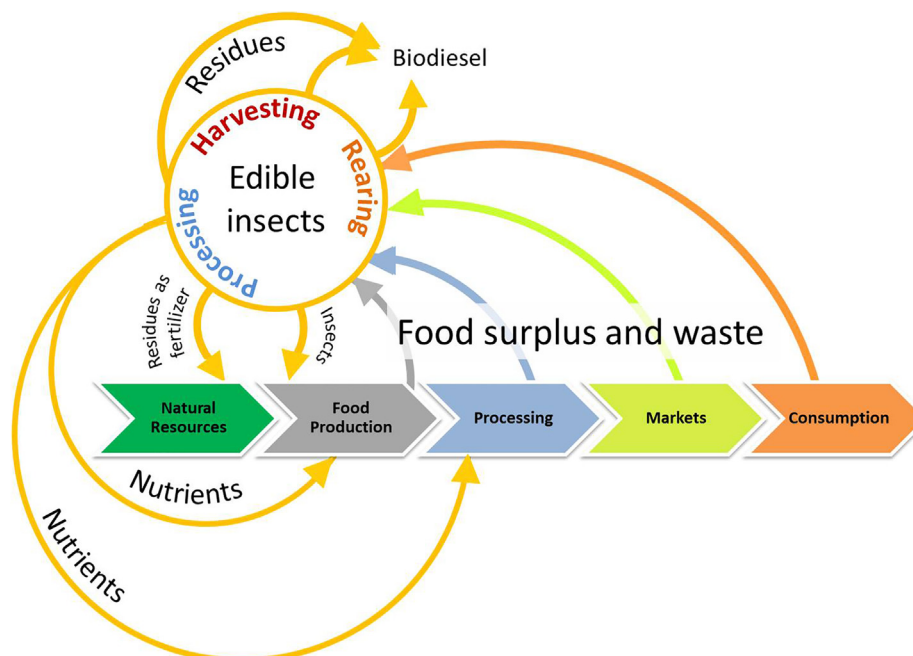 Residues
Biodiesel
Harvesting
Rearing
Edible
insects
Processing
Residues as
fertilizer
Insects
Food surplus and waste
Natural
Resources
Food
Production
Processing
Markets
Consumption
Nutrients
Nutrients